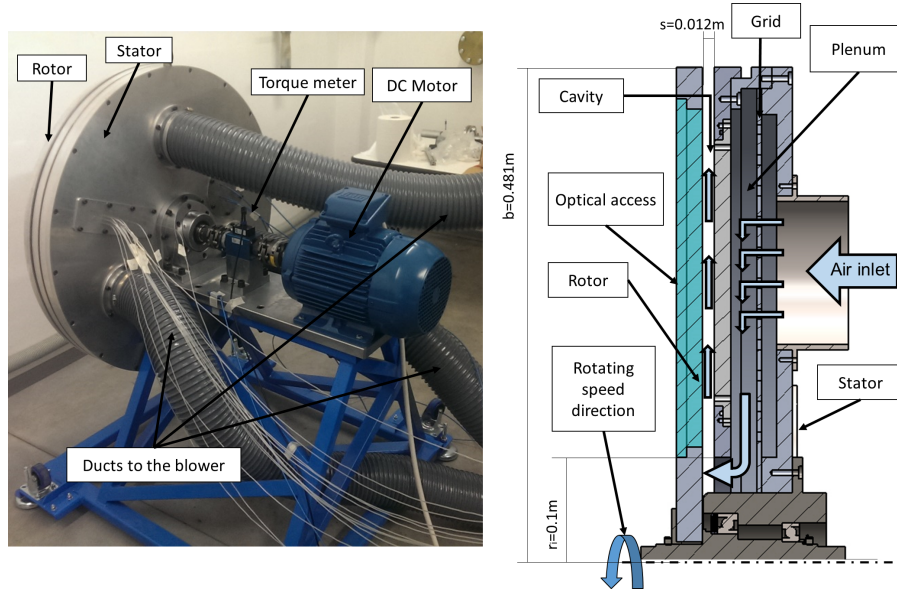 Rotor
Stator
Torque meter
DC Motor
Ducts to the blower
s=0.012m
Grid
Plenum
Cavity
b=0.481m
Optical access
Air inlet
Rotor
Rotating
speed
direction
Stator
rᵢ=0.1m